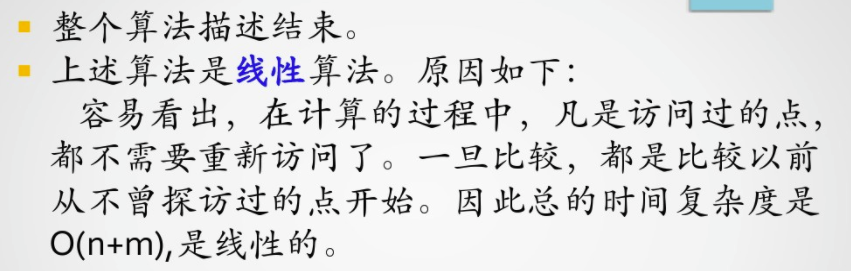 整个算法描述结束。
上述算法是线性算法。原因如下：
容易看出，在计算的过程中，凡是访问过的点，
都不需要重新访问了。一旦比较，都是比较以前
从不曾探访过的点开始。因此总的时间复杂度是
O(n+m),是线性的。